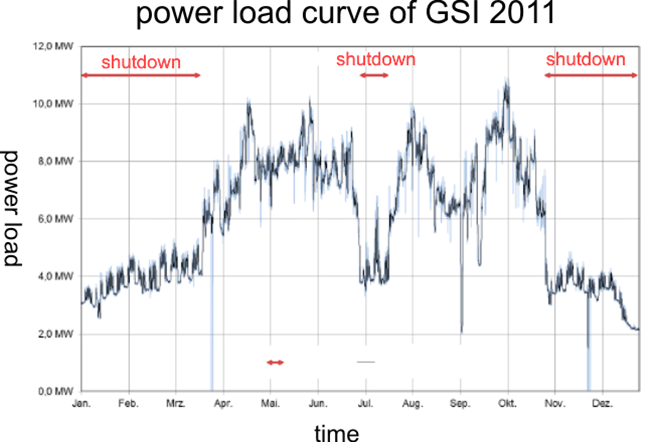 power load curve of GSI 2011
12,0 MW
shutdown
shutdown
shutdown
10,0 MW
8,0 MW
6,0 MW
4,0 MW
2,0 MW
0,0 MW
power load
Jan. Feb. Mrz. Apr. Mai. Jun. Jul. Aug. Sep. Okt. Nov. Dez.
time